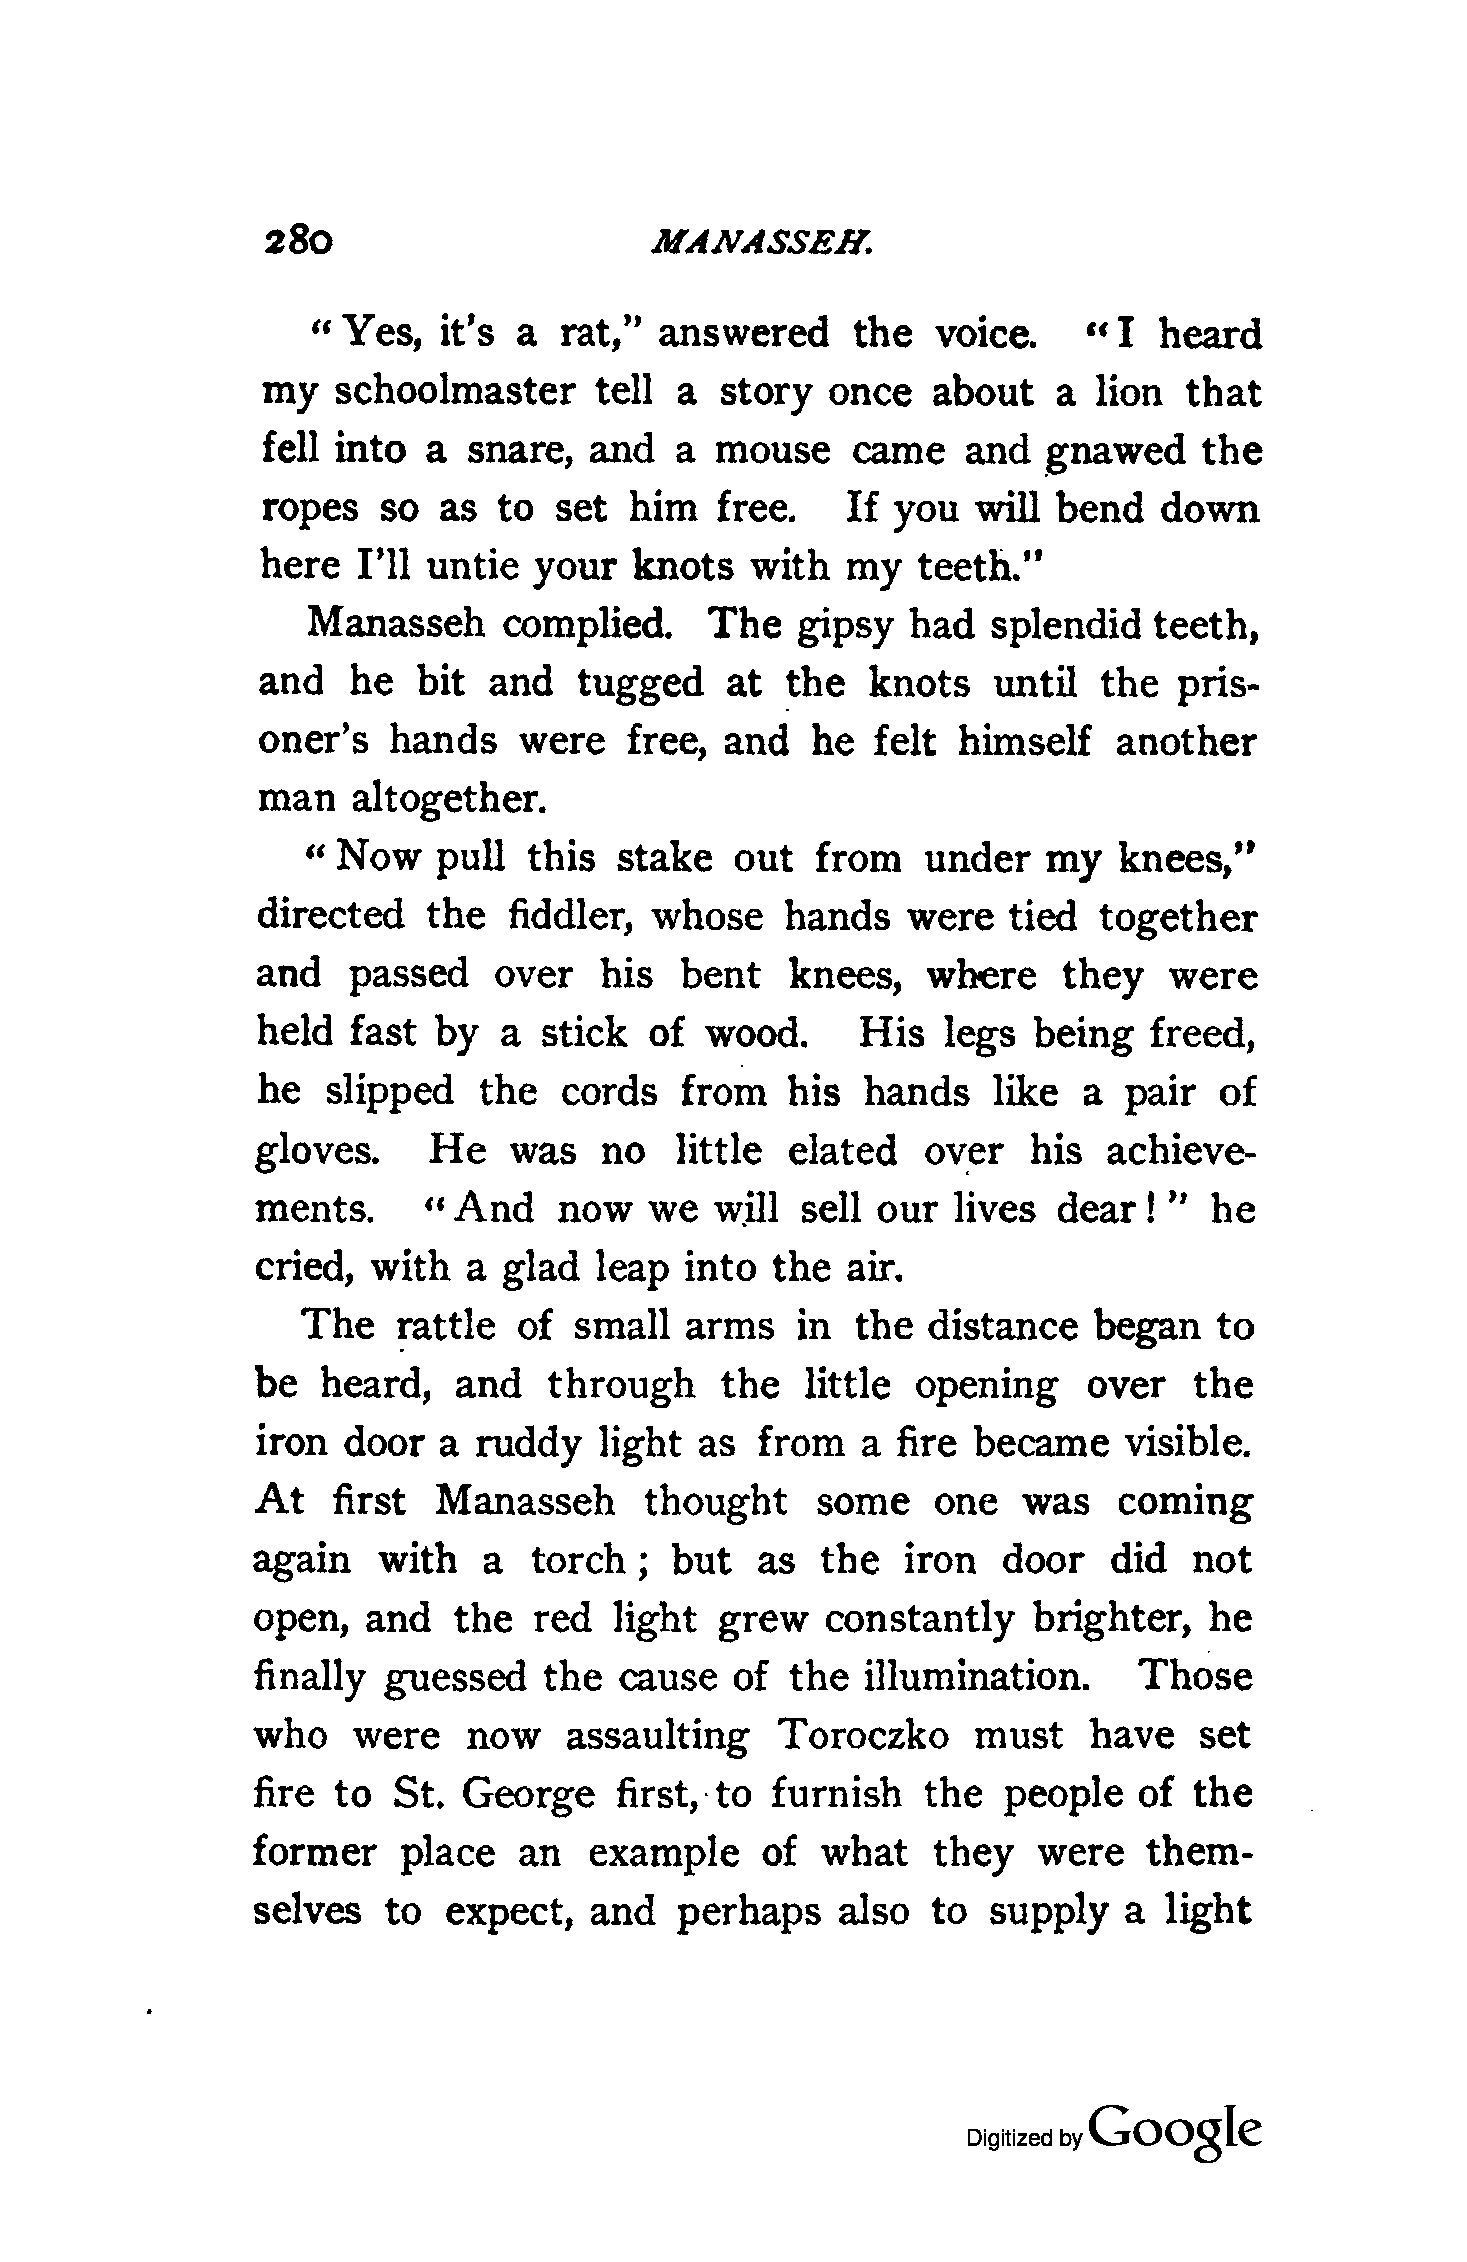 280 MANASSEH.
" Yes, it's a rat," answered the voice. " I heard
my schoolmaster tell a story once about a lion that
fell into a snare, and a mouse came and gnawed the
ropes so as to set him free. If you will bend down
here I'll untie your knots with my teeth."
Manasseh complied. The gipsy had splendid teeth,
and he bit and tugged at the knots until the pris-
oner's hands were free, and he felt himself another
man altogether.
" Now pull this stake out from under my knees,"
directed the fiddler, whose hands were tied together
and passed over his bent knees, where they were
held fast by a stick of wood. His legs being freed,
he slipped the cords from his hands like a pair of
gloves. He was no little elated over his achieve-
ments. " And now we will sell our lives dear ! " he
cried, with a glad leap into the air.
The rattle of small arms in the distance began to
be heard, and through the little opening over the
iron door a ruddy light as from a fire became visible.
At first Manasseh thought some one was coming
again with a torch ; but as the iron door did not
open, and the red light grew constantly brighter, he
finally guessed the cause of the illumination. Those
who were now assaulting Toroczko must have set
fire to St. George first, to furnish the people of the
former place an example of what they were them-
selves to expect, and perhaps also to supply a light
Digitized by Google